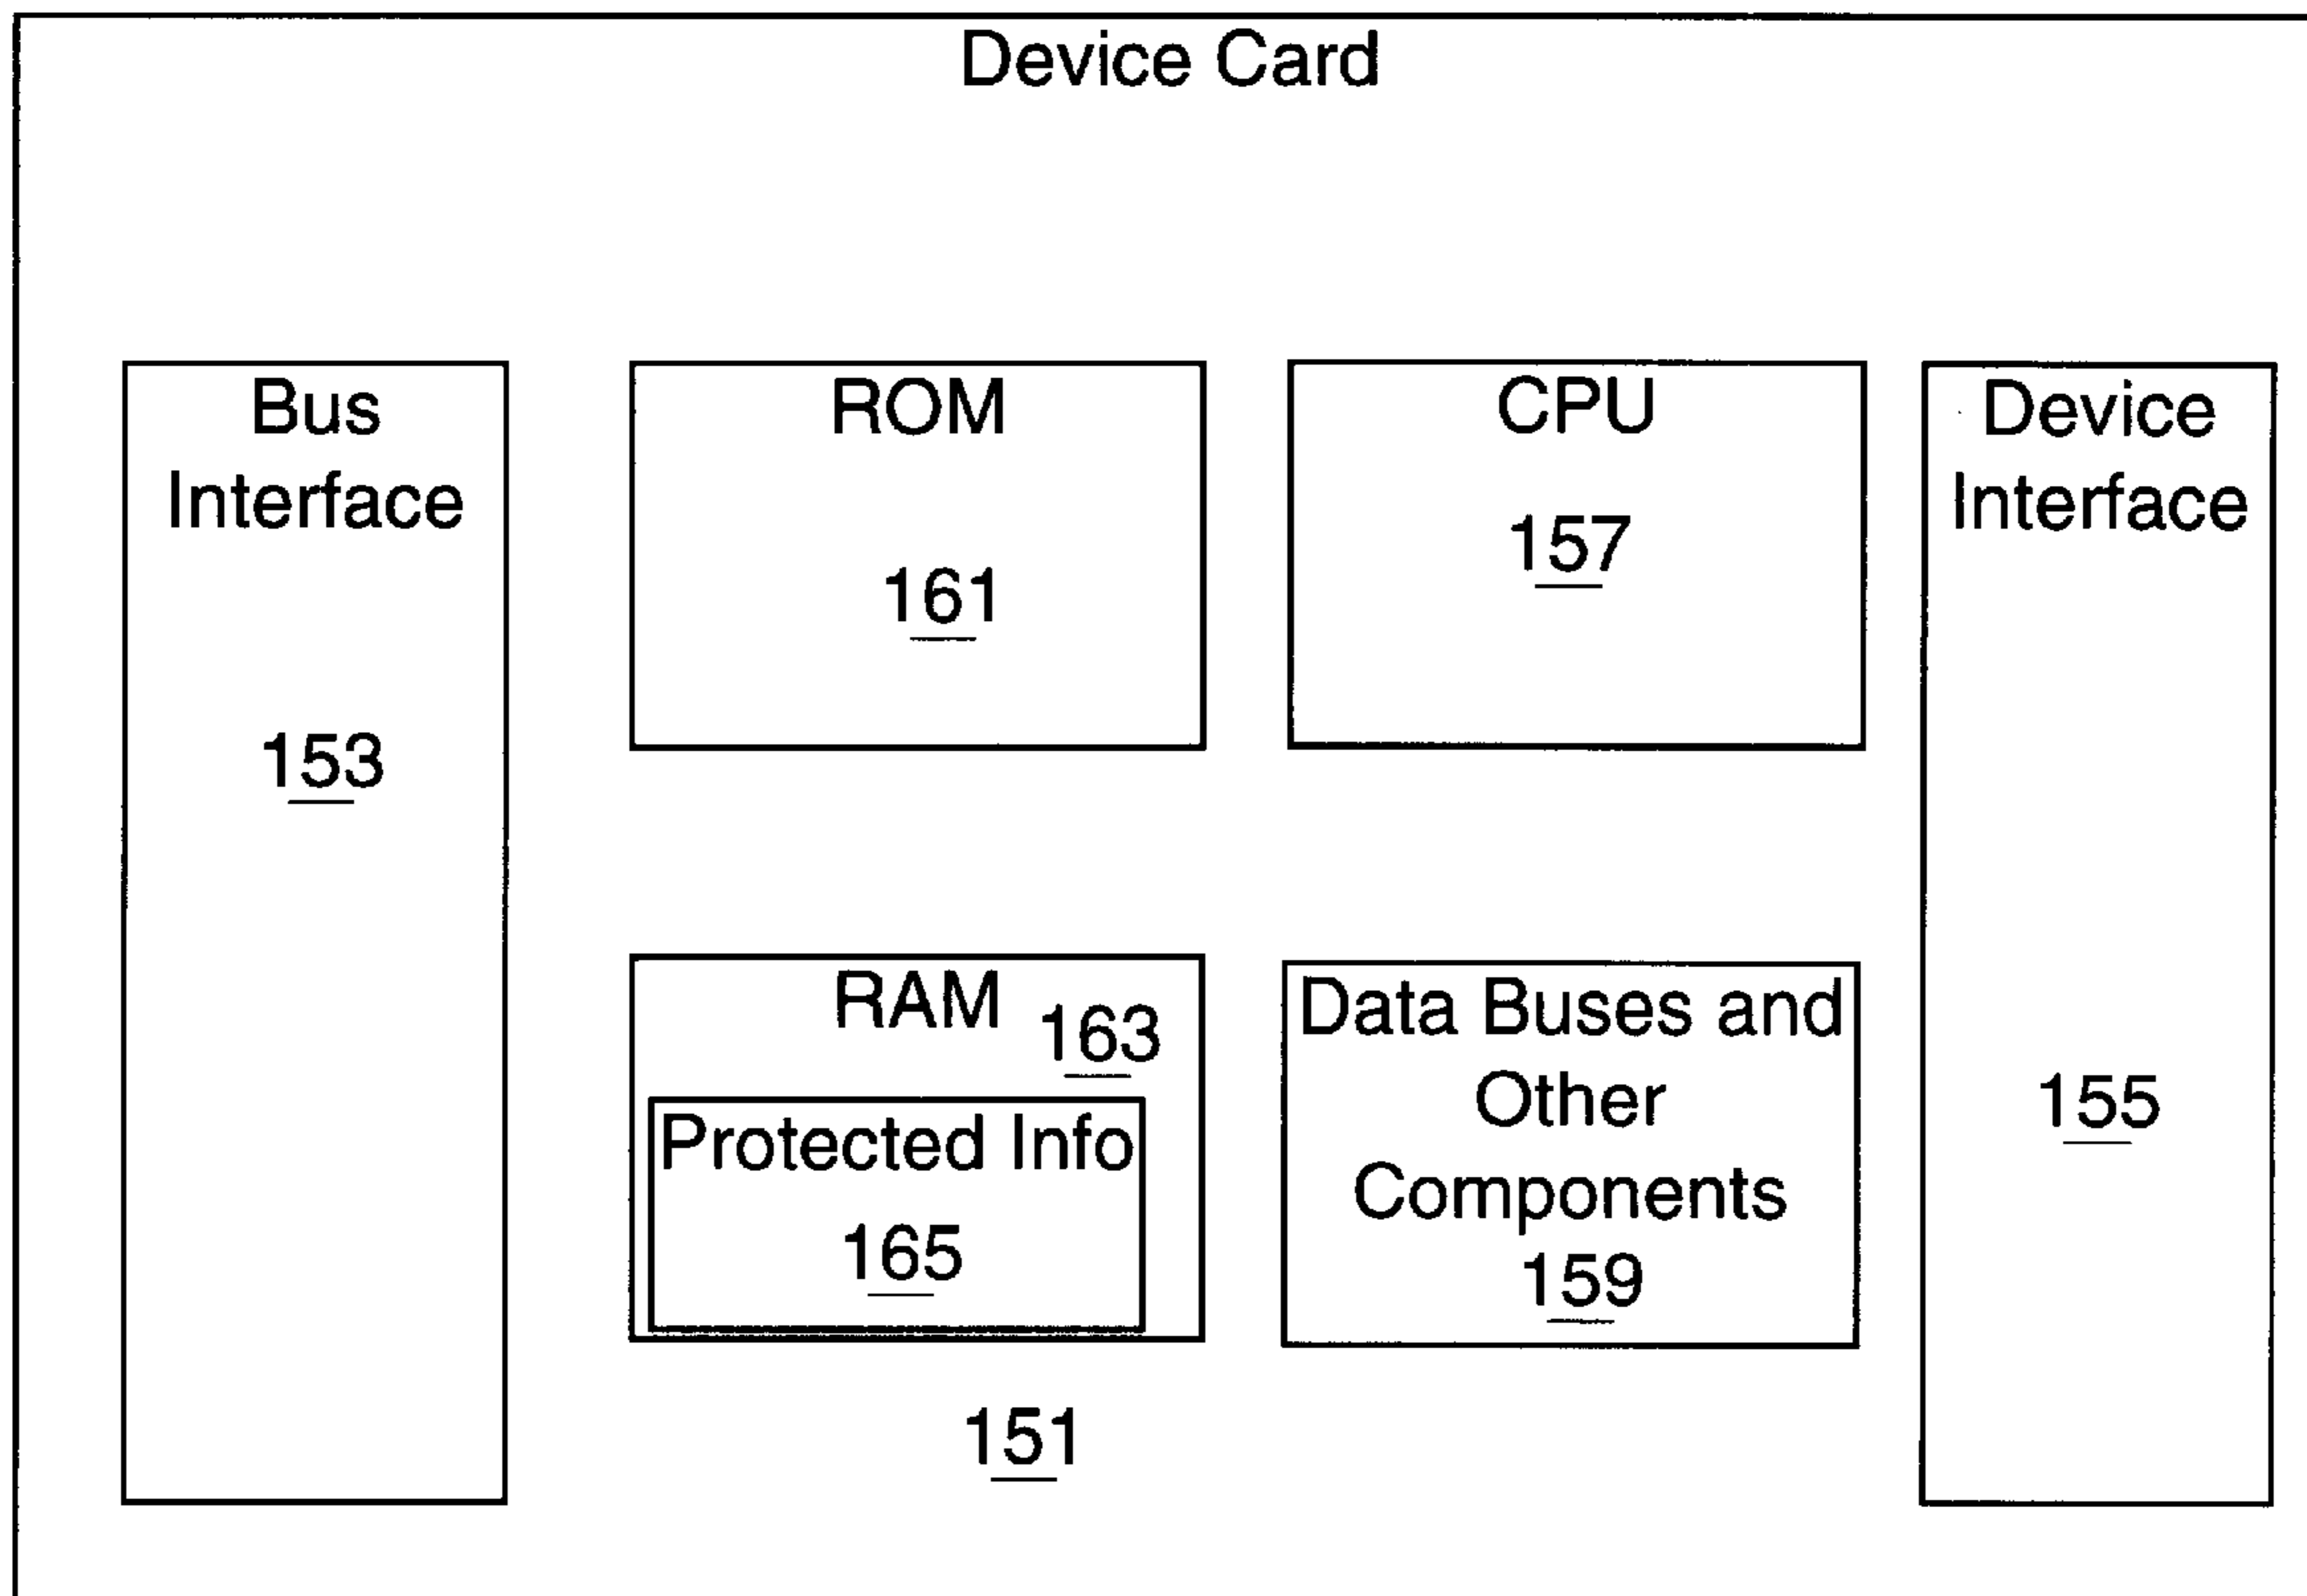 Device Card
Bus
Interface
153
ROM
161
CPU
157
Device
Interface
155
RAM
163
Protected Info
165
Data Buses and
Other
Components
159
151